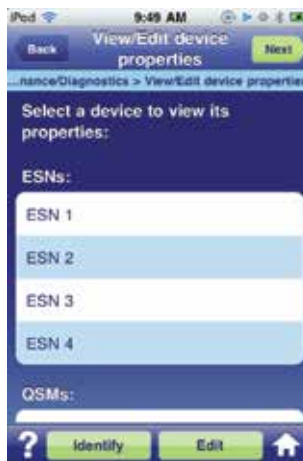 iPod 9:49 AM
Back
View/Edit device
properties
Next
...nance/Diagnostics > View/Edit device properties
Select a device to view its
properties:
ESNs:
ESN 1
ESN 2
ESN 3
ESN 4
QSMs:
? Identify Edit